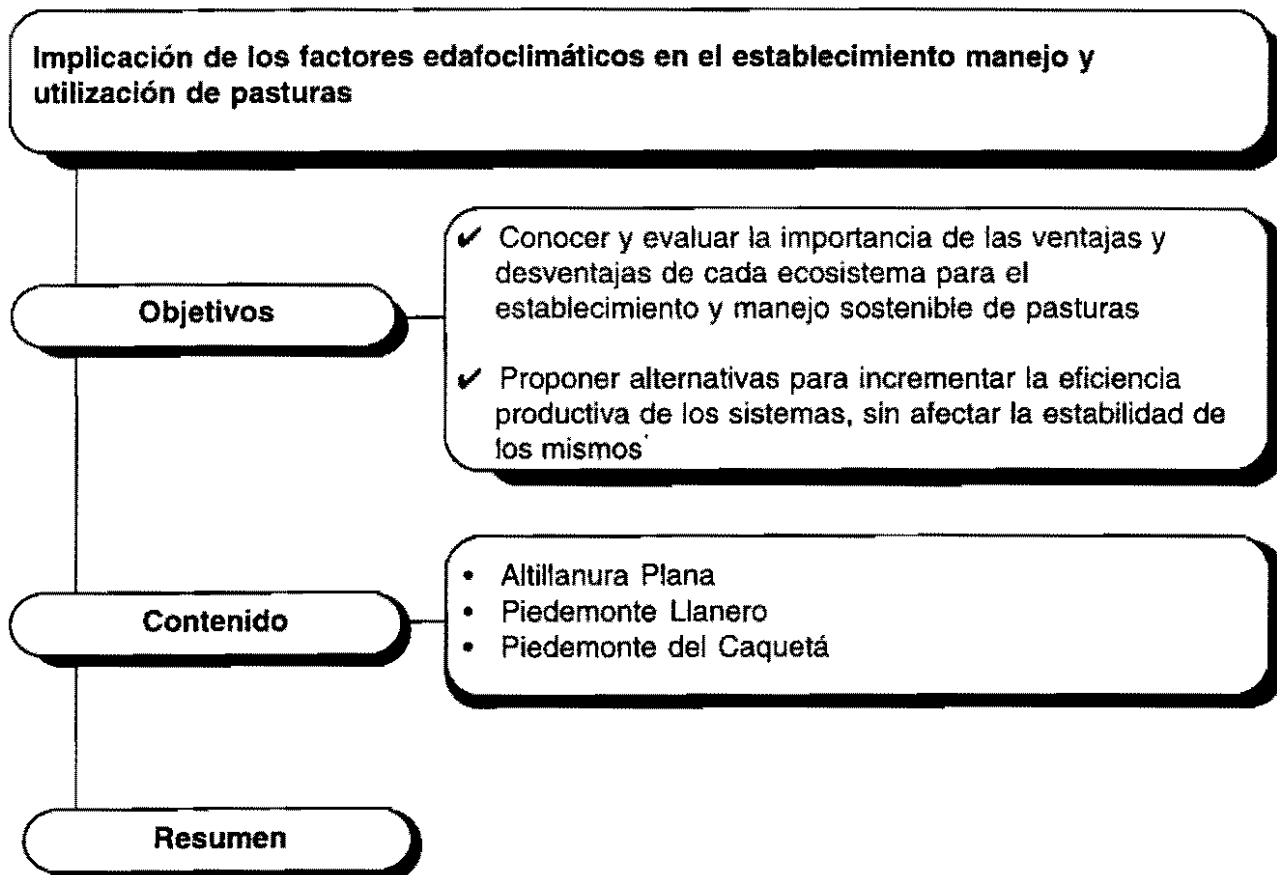 Implicación de los factores edafoclimáticos en el establecimiento manejo y
utilización de pasturas
Objetivos
✔ Conocer y evaluar la importancia de las ventajas y
desventajas de cada ecosistema para el
establecimiento y manejo sostenible de pasturas
✔ Proponer alternativas para incrementar la eficiencia
productiva de los sistemas, sin afectar la estabilidad de
los mismos
Contenido
• Altillanura Plana
• Piedemonte Llanero
• Piedemonte del Caquetá
Resumen